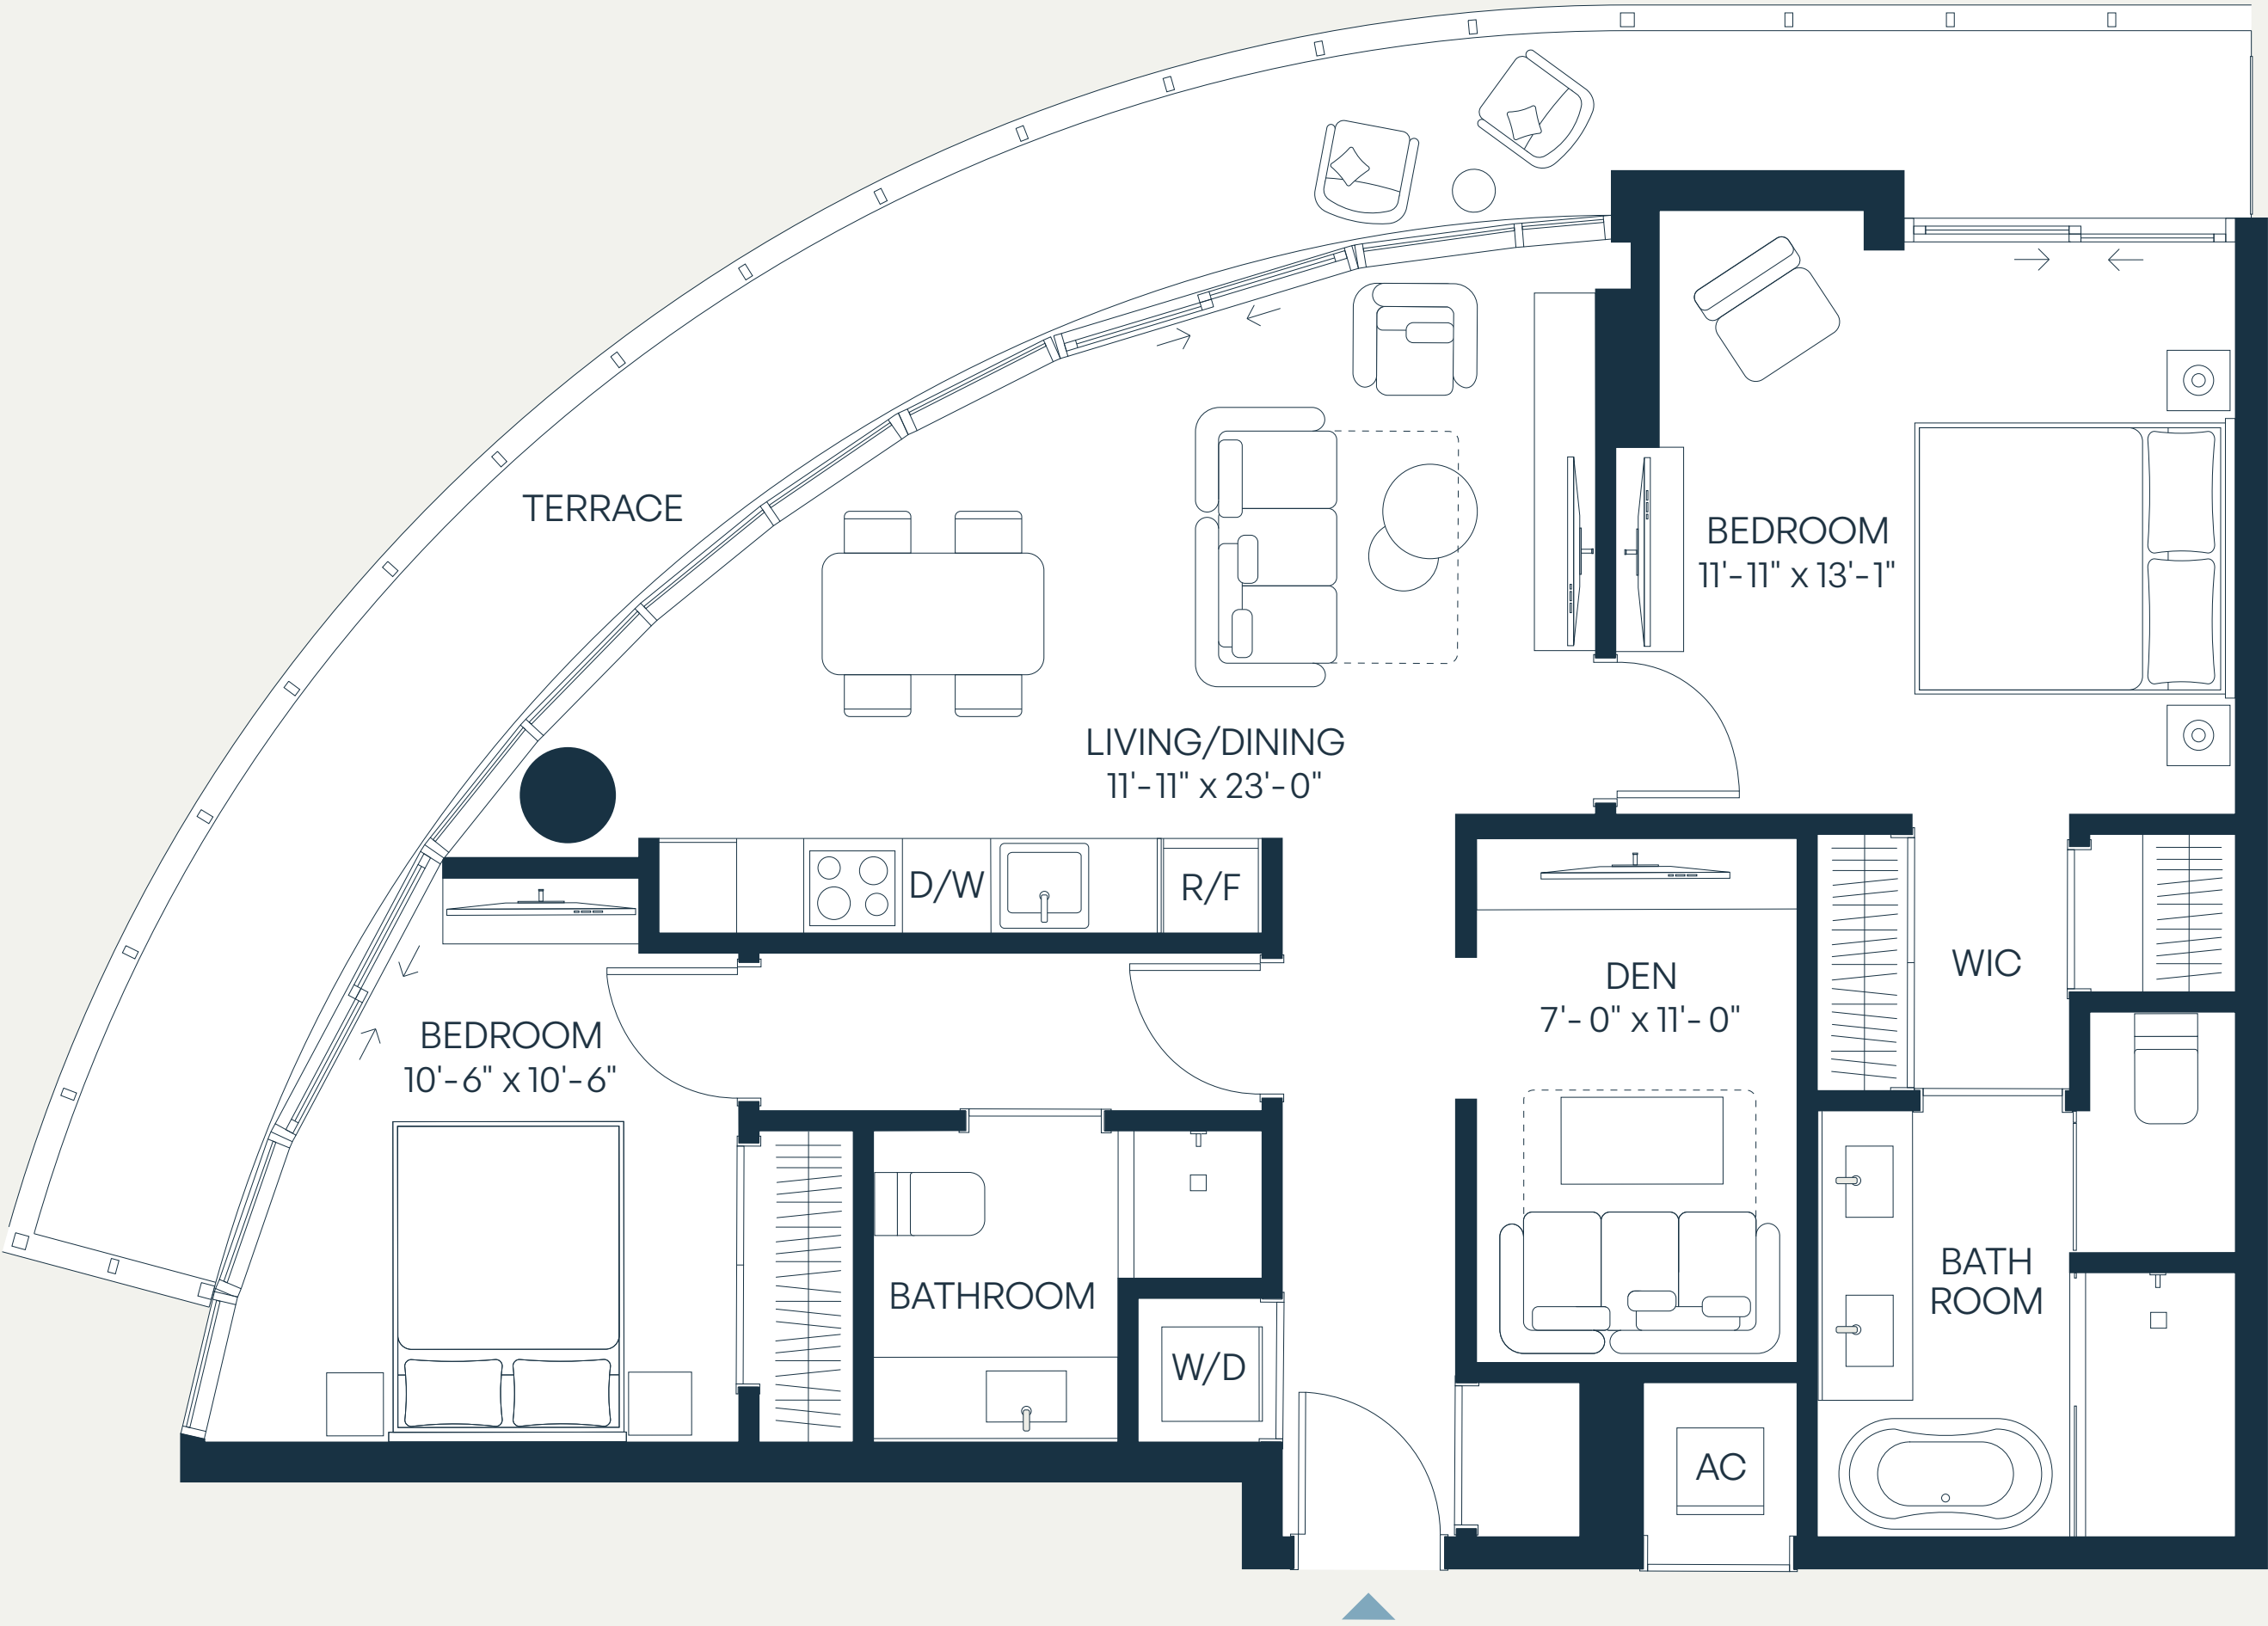 TERRACE
BEDROOM
11'-11" x 13'-1"
LIVING/DINING
11'-11" x 23'-0"
D/W
R/F
DEN
7'-0" x 11'-0"
WIC
BEDROOM
10'-6" x 10'-6"
BATHROOM
BATH
ROOM
W/D
AC